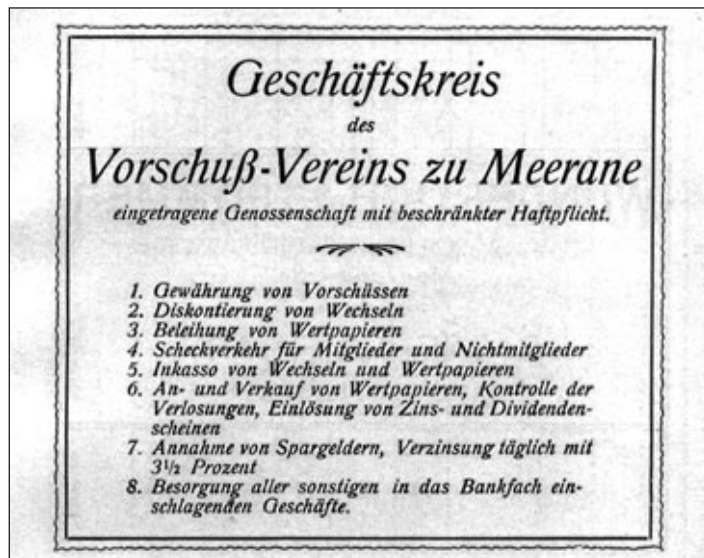 Geschäftskreis
des
Vorschuß-Vereins zu Meerane
eingetragene Genossenschaft mit beschränkter Haftpflicht.
1. Gewährung von Vorschüssen
2. Diskontierung von Wechseln
3. Beleihung von Wertpapieren
4. Scheckverkehr für Mitglieder und Nichtmitglieder
5. Inkasso von Wechseln und Wertpapieren
6. An- und Verkauf von Wertpapieren, Kontrolle der
Verlosungen, Einlösung von Zins- und Dividenden-
scheinen
7. Annahme von Spargeldern, Verzinsung täglich mit
3½ Prozent
8. Besorgung aller sonstigen in das Bankfach ein-
schlagenden Geschäfte.